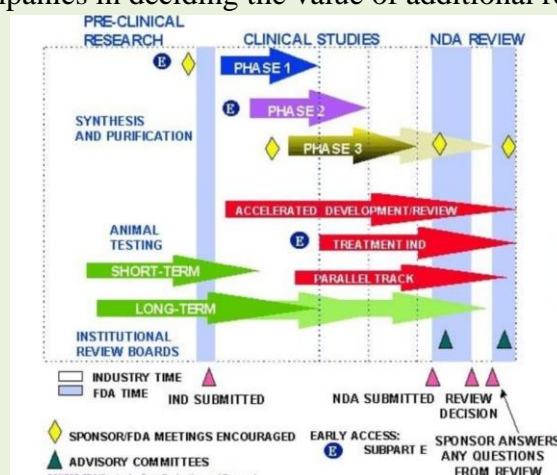 PRE-CLINICAL
RESEARCH
CLINICAL STUDIES
NDA REVIEW
E
PHASE 1
E
PHASE 2
SYNTHESIS
AND PURIFICATION
PHASE 3
ACCELERATED DEVELOPMENT/REVIEW
ANIMAL
TESTING
E
TREATMENT IND
SHORT-TERM
PARALLEL TRACK
LONG-TERM
INSTITUTIONAL
REVIEW BOARDS
INDUSTRY TIME
FDA TIME
IND SUBMITTED
NDA SUBMITTED
REVIEW
DECISION
SPONSOR/FDA MEETINGS ENCOURAGED
EARLY ACCESS:
E
SUBPART E
SPONSOR ANSWERS
ANY QUESTIONS
FROM REVIEW
ADVISORY COMMITTEES